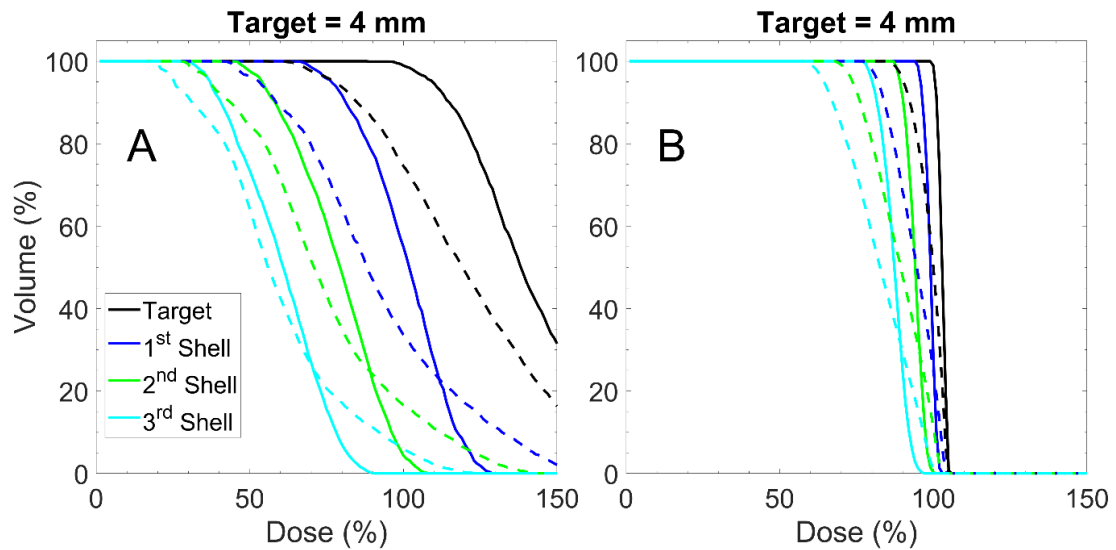 Target = 4 mm
Target = 4 mm
100
80
60
40
20
0
Volume (%)
A
Target
1st Shell
2nd Shell
3rd Shell
0 50 100 150
Dose (%)
100
80
60
40
20
0
B
0 50 100 150
Dose (%)